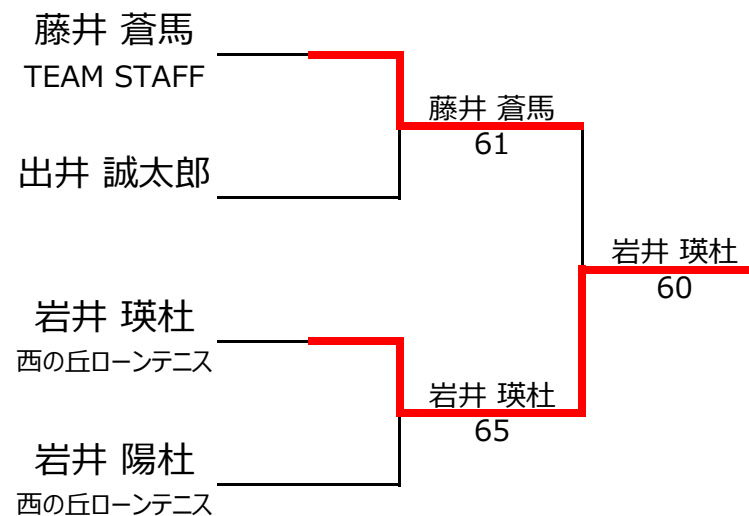 藤井 蒼馬
TEAM STAFF
藤井 蒼馬
61
出井 誠太郎
岩井 瑛杜
60
岩井 瑛杜
西の丘ローンテニス
岩井 瑛杜
65
岩井 陽杜
西の丘ローンテニス